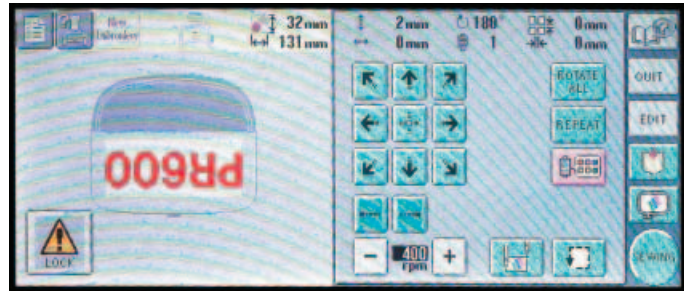 32 mm
131 mm
2 mm
0 mm
180°
1
0 mm
0 mm
ROTATE
ALL
QUIT
REPEAT
EDIT
PR600
LOCK
− 400 +
rpm
SEWING